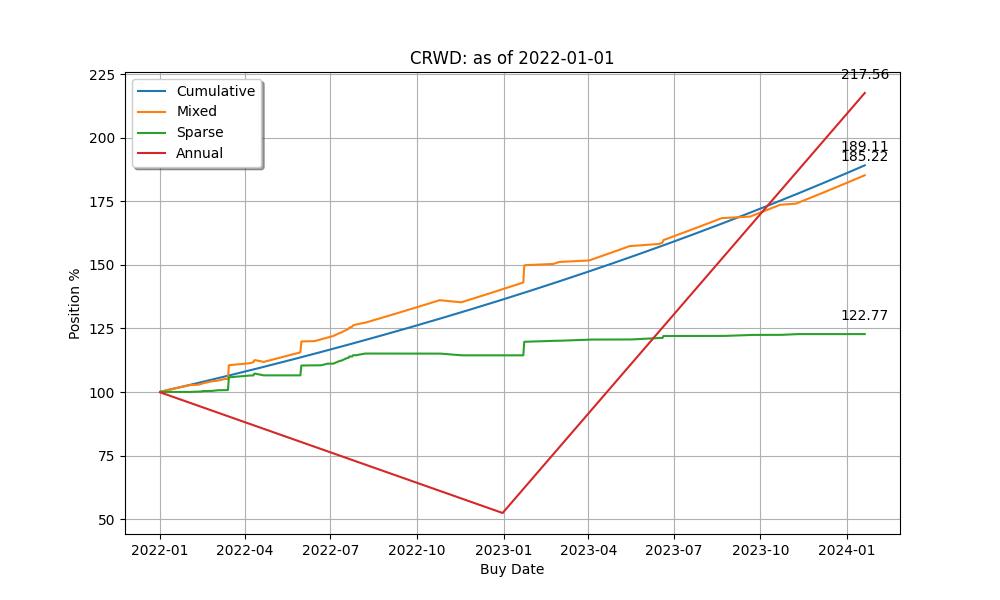 CRWD: as of 2022-01-01
225
200
175
150
125
100
75
50
Position %
Cumulative
Mixed
Sparse
Annual
217.56
189.11
185.22
122.77
2022-01 2022-04 2022-07 2022-10 2023-01 2023-04 2023-07 2023-10 2024-01
Buy Date